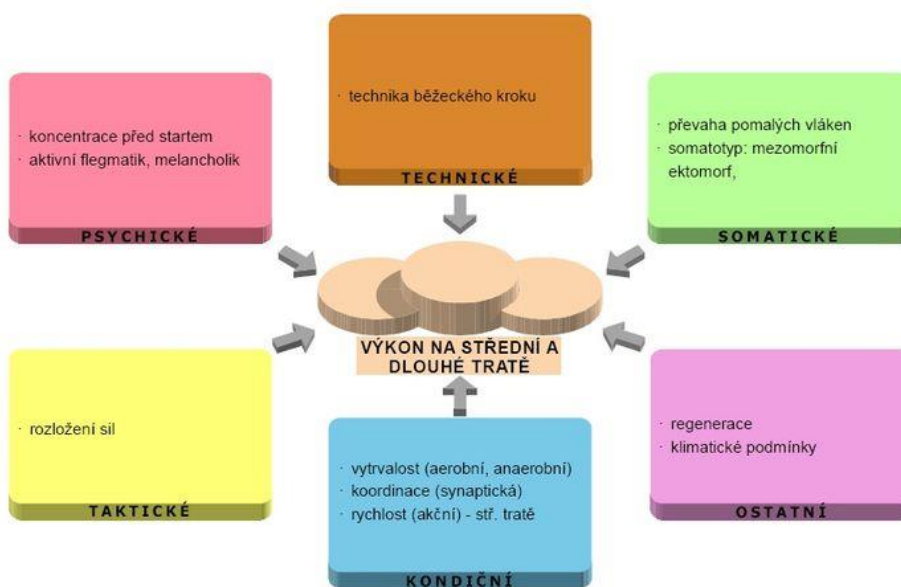 · technika běžeckého kroku
TECHNICKÉ
· koncentrace před startem
· aktivní flegmatik, melancholik
PSYCHICKÉ
· převaha pomalých vláken
· somatotyp: mezomorfní
ektomorf,
SOMATICKÉ
VÝKON NA STŘEDNÍ A
DLOUHÉ TRATĚ
· rozložení sil
TAKTICKÉ
· vytrvalost (aerobní, anaerobní)
· koordinace (synaptická)
· rychlost (akční) - stř. tratě
KONDIČNÍ
· regenerace
· klimatické podmínky
OSTATNÍ